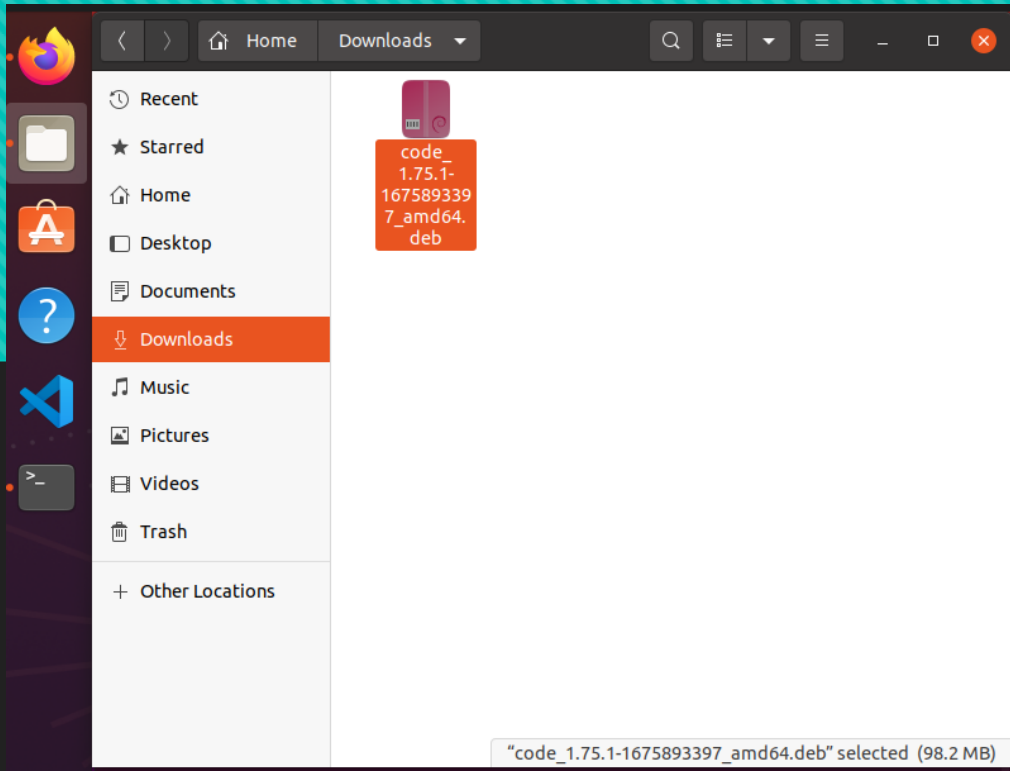 Home
Downloads
Recent
Starred
Home
Desktop
Documents
Downloads
Music
Pictures
Videos
Trash
Other Locations
code_
1.75.1-
167589339
7_amd64.
deb
“code_1.75.1-1675893397_amd64.deb” selected (98.2 MB)